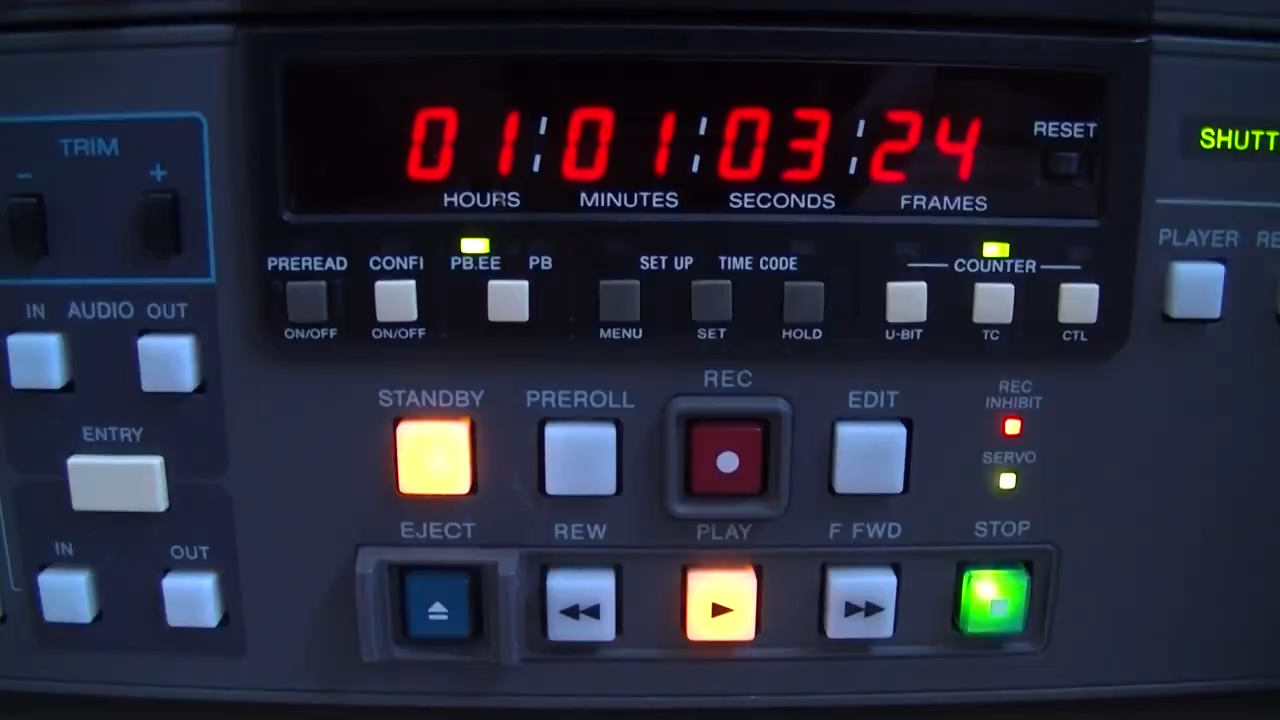 01:01:03:24
HOURS MINUTES SECONDS FRAMES
RESET
TRIM
- +
SHUTT
PREREAD CONFI PB.EE PB SET UP TIME CODE COUNTER
ON/OFF ON/OFF MENU SET HOLD U-BIT TC CTL
PLAYER RE
IN AUDIO OUT
STANDBY PREROLL REC EDIT
REC
INHIBIT
SERVO
ENTRY
EJECT REW PLAY F FWD STOP
IN OUT